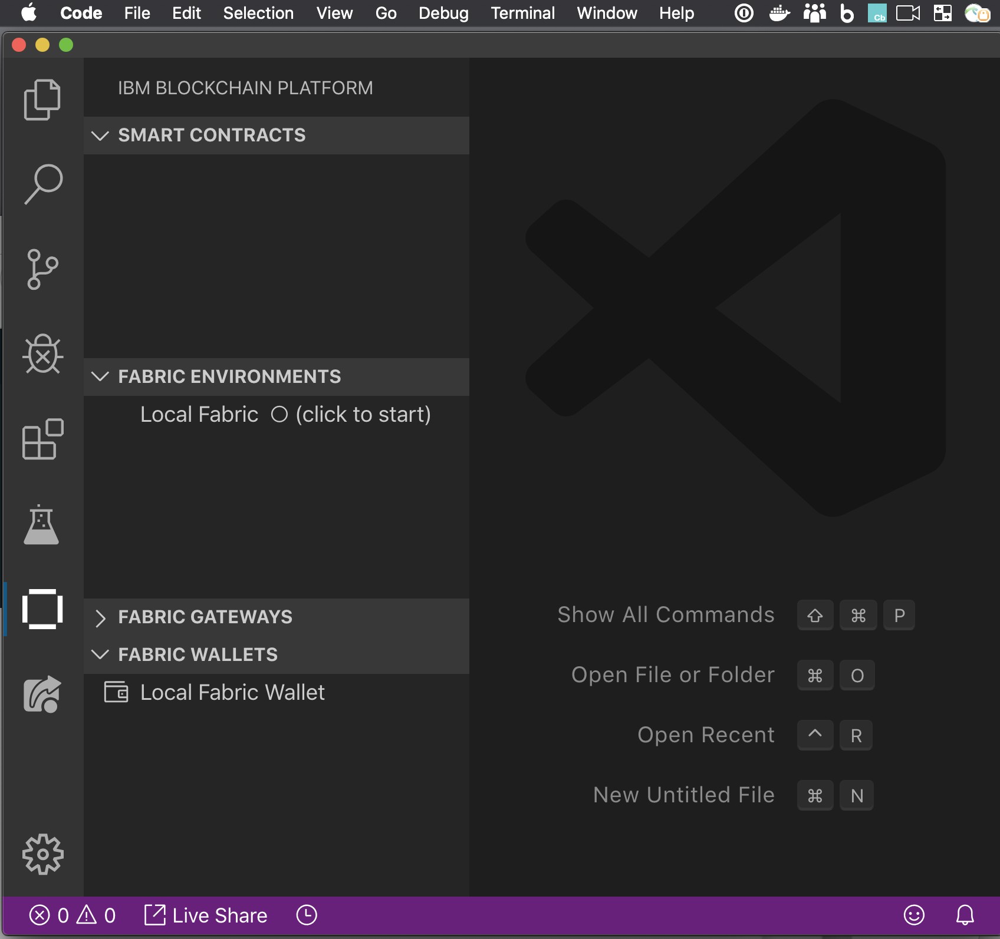 Code File Edit Selection View Go Debug Terminal Window Help b Cb
IBM BLOCKCHAIN PLATFORM
SMART CONTRACTS
FABRIC ENVIRONMENTS
Local Fabric ○ (click to start)
FABRIC GATEWAYS
FABRIC WALLETS
Local Fabric Wallet
Show All Commands ⇧ ⌘ P
Open File or Folder ⌘ O
Open Recent ^ R
New Untitled File ⌘ N
0 0 Live Share